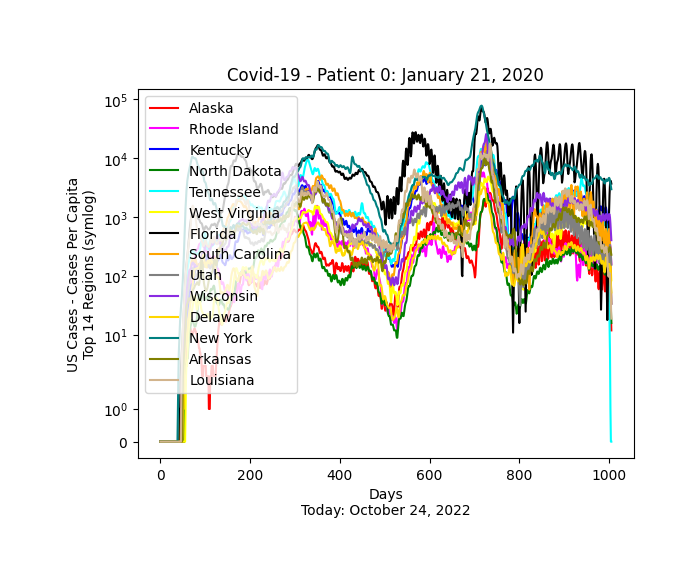 Covid-19 - Patient 0: January 21, 2020
US Cases - Cases Per Capita
Top 14 Regions (symlog)
10^5
10^4
10^3
10^2
10^1
10^0
0
Alaska
Rhode Island
Kentucky
North Dakota
Tennessee
West Virginia
Florida
South Carolina
Utah
Wisconsin
Delaware
New York
Arkansas
Louisiana
0 200 400 600 800 1000
Days
Today: October 24, 2022